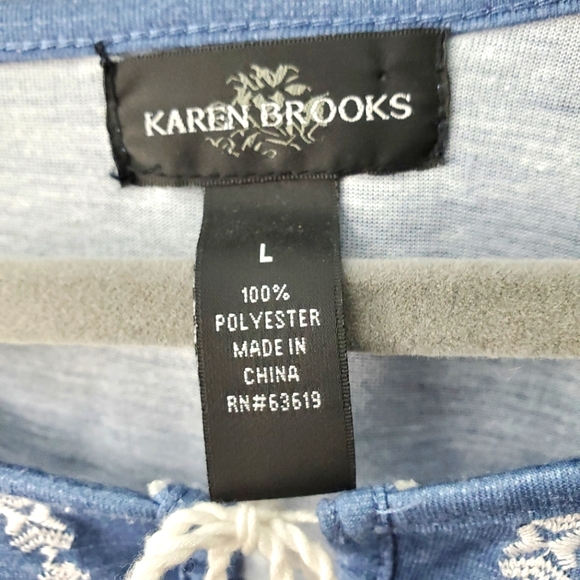 KAREN BROOKS
L
100%
POLYESTER
MADE IN
CHINA
RN#63619